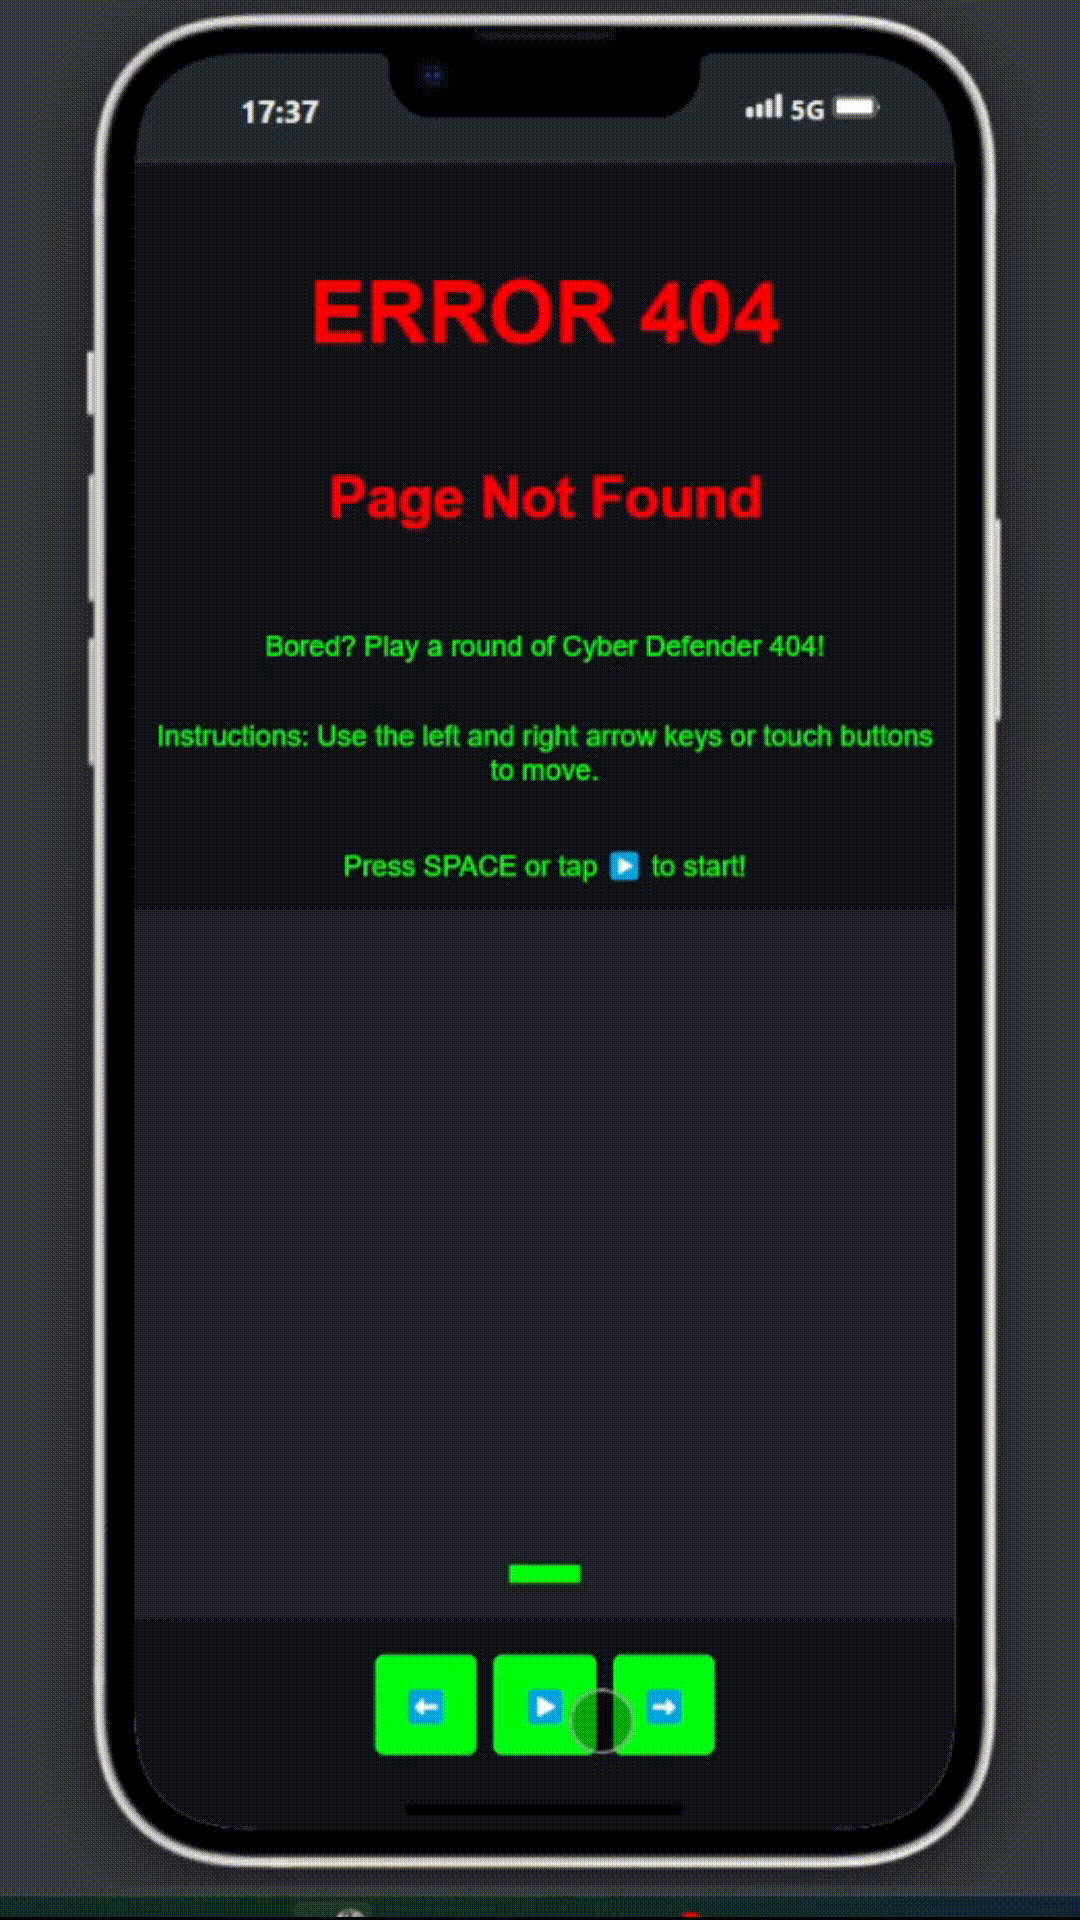 17:37
5G
ERROR 404
Page Not Found
Bored? Play a round of Cyber Defender 404!
Instructions: Use the left and right arrow keys or touch buttons
to move.
Press SPACE or tap ▶️ to start!